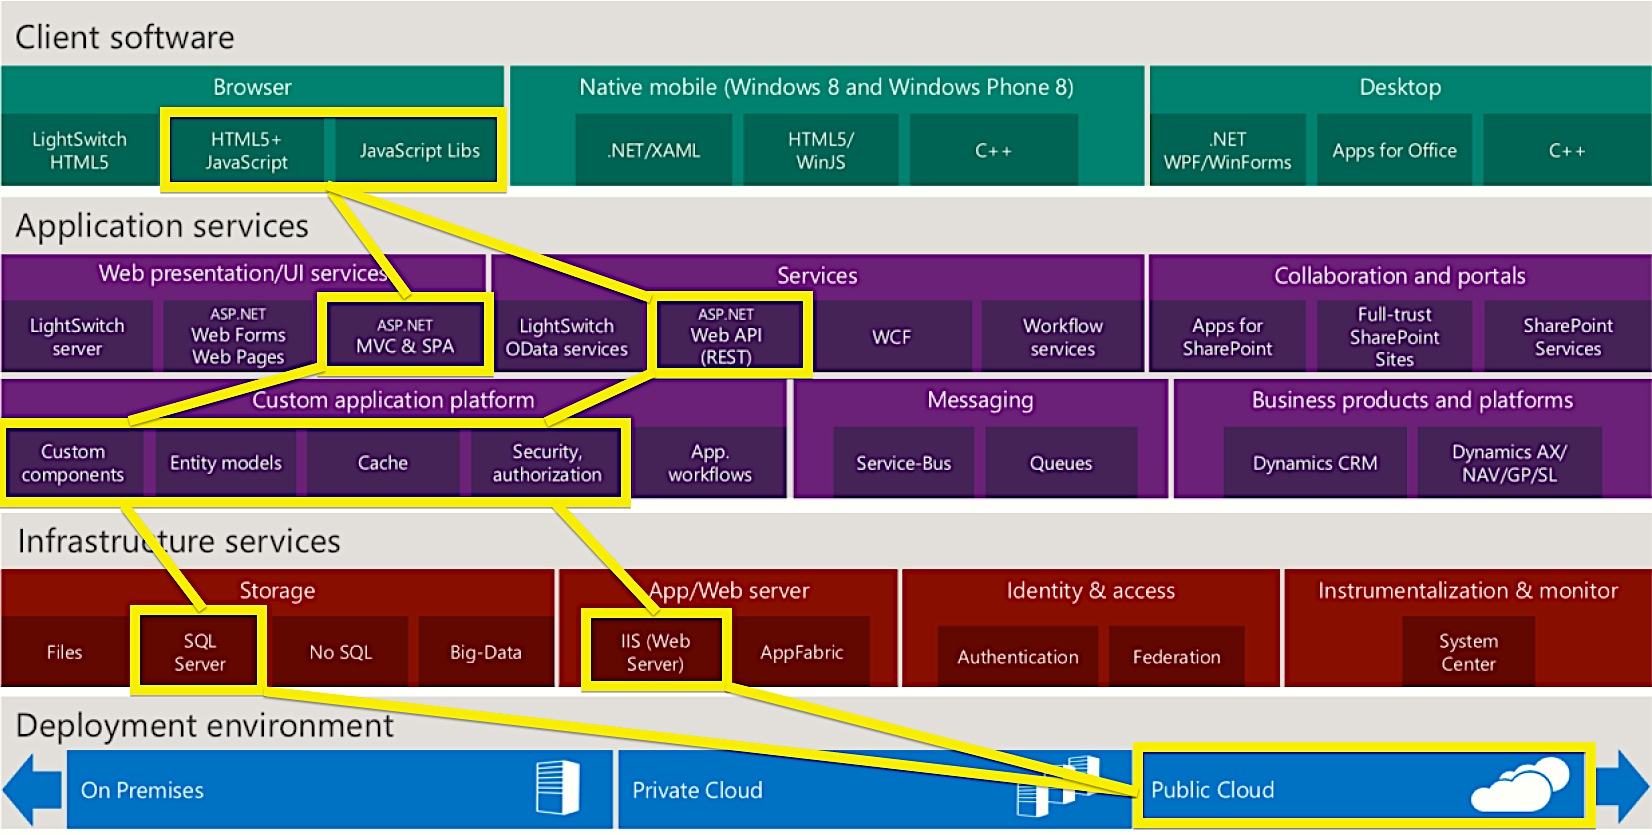 Client software
Browser
Native mobile (Windows 8 and Windows Phone 8)
Desktop
LightSwitch
HTML5
HTML5+
JavaScript
JavaScript Libs
.NET/XAML
HTML5/
WinJS
C++
.NET
WPF/WinForms
Apps for Office
C++
Application services
Web presentation/UI services
Services
Collaboration and portals
LightSwitch
server
ASP.NET
Web Forms
Web Pages
ASP.NET
MVC & SPA
LightSwitch
OData services
ASP.NET
Web API
(REST)
WCF
Workflow
services
Apps for
SharePoint
Full-trust
SharePoint
Sites
SharePoint
Services
Custom application platform
Messaging
Business products and platforms
Custom
components
Entity models
Cache
Security,
authorization
App.
workflows
Service-Bus
Queues
Dynamics CRM
Dynamics AX/
NAV/GP/SL
Infrastructure services
Storage
App/Web server
Identity & access
Instrumentalization & monitor
Files
SQL
Server
No SQL
Big-Data
IIS (Web
Server)
AppFabric
Authentication
Federation
System
Center
Deployment environment
On Premises
Private Cloud
Public Cloud